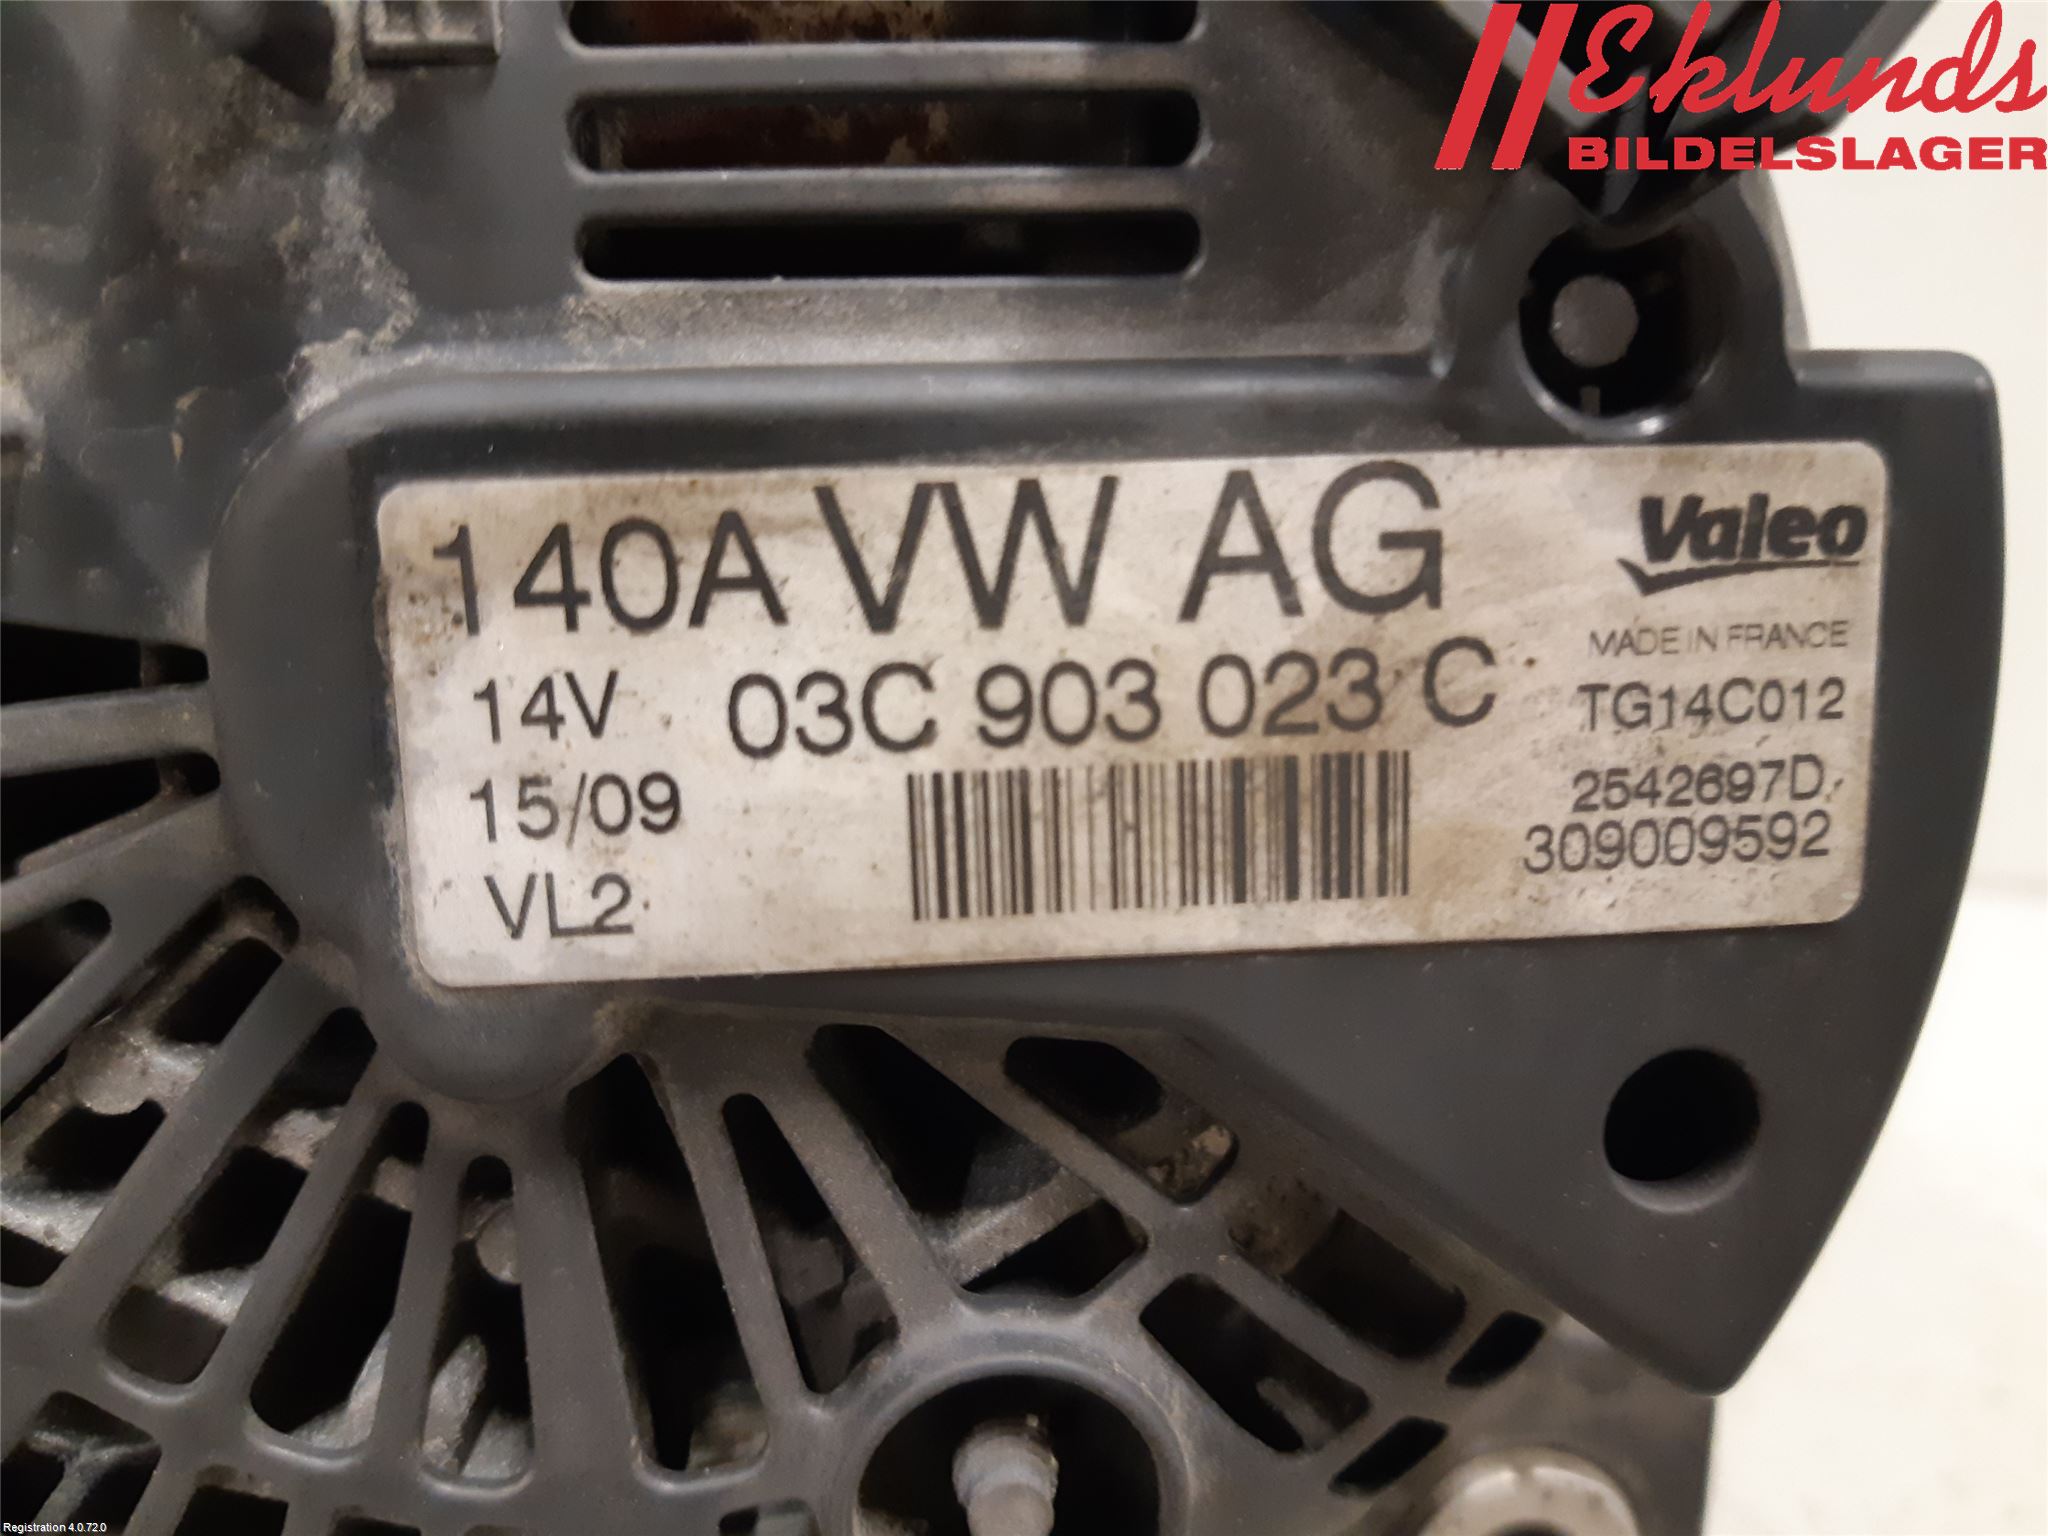 Eklunds
BILDELSLAGER
140A VW AG
Valeo
MADE IN FRANCE
14V 03C 903 023 C
TG14C012
15/09
2542697D
309009592
VL2
Registration 4.0.72.0